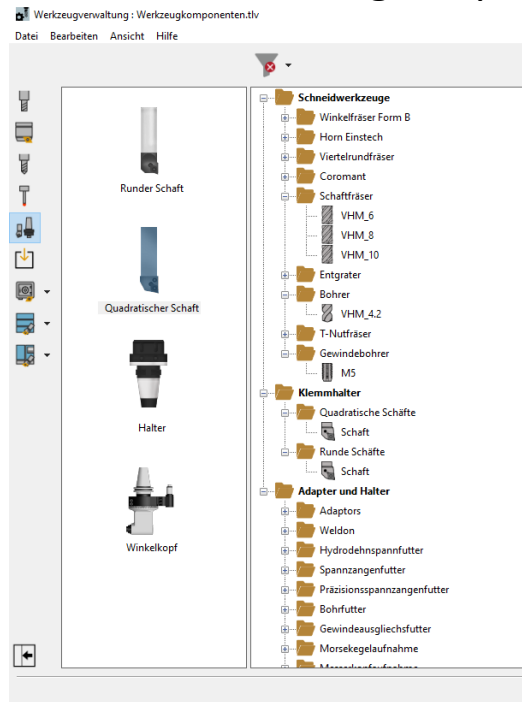 Werkzeugverwaltung : Werkzeugkomponenten.tlv
Datei Bearbeiten Ansicht Hilfe
Runder Schaft
Quadratischer Schaft
Halter
Winkelkopf
Schneidwerkzeuge
Winkelfräser Form B
Horn Einstech
Viertelrundfräser
Coromant
Schaftfräser
VHM_6
VHM_8
VHM_10
Entgrater
Bohrer
VHM_4.2
T-Nutfräser
Gewindebohrer
M5
Klemmhalter
Quadratische Schäfte
Schaft
Runde Schäfte
Schaft
Adapter und Halter
Adaptors
Weldon
Hydrodehnspannfutter
Spannzangenfutter
Präzisionsspannzangenfutter
Bohrfutter
Gewindeausgliechsfutter
Morsekegelaufnahme